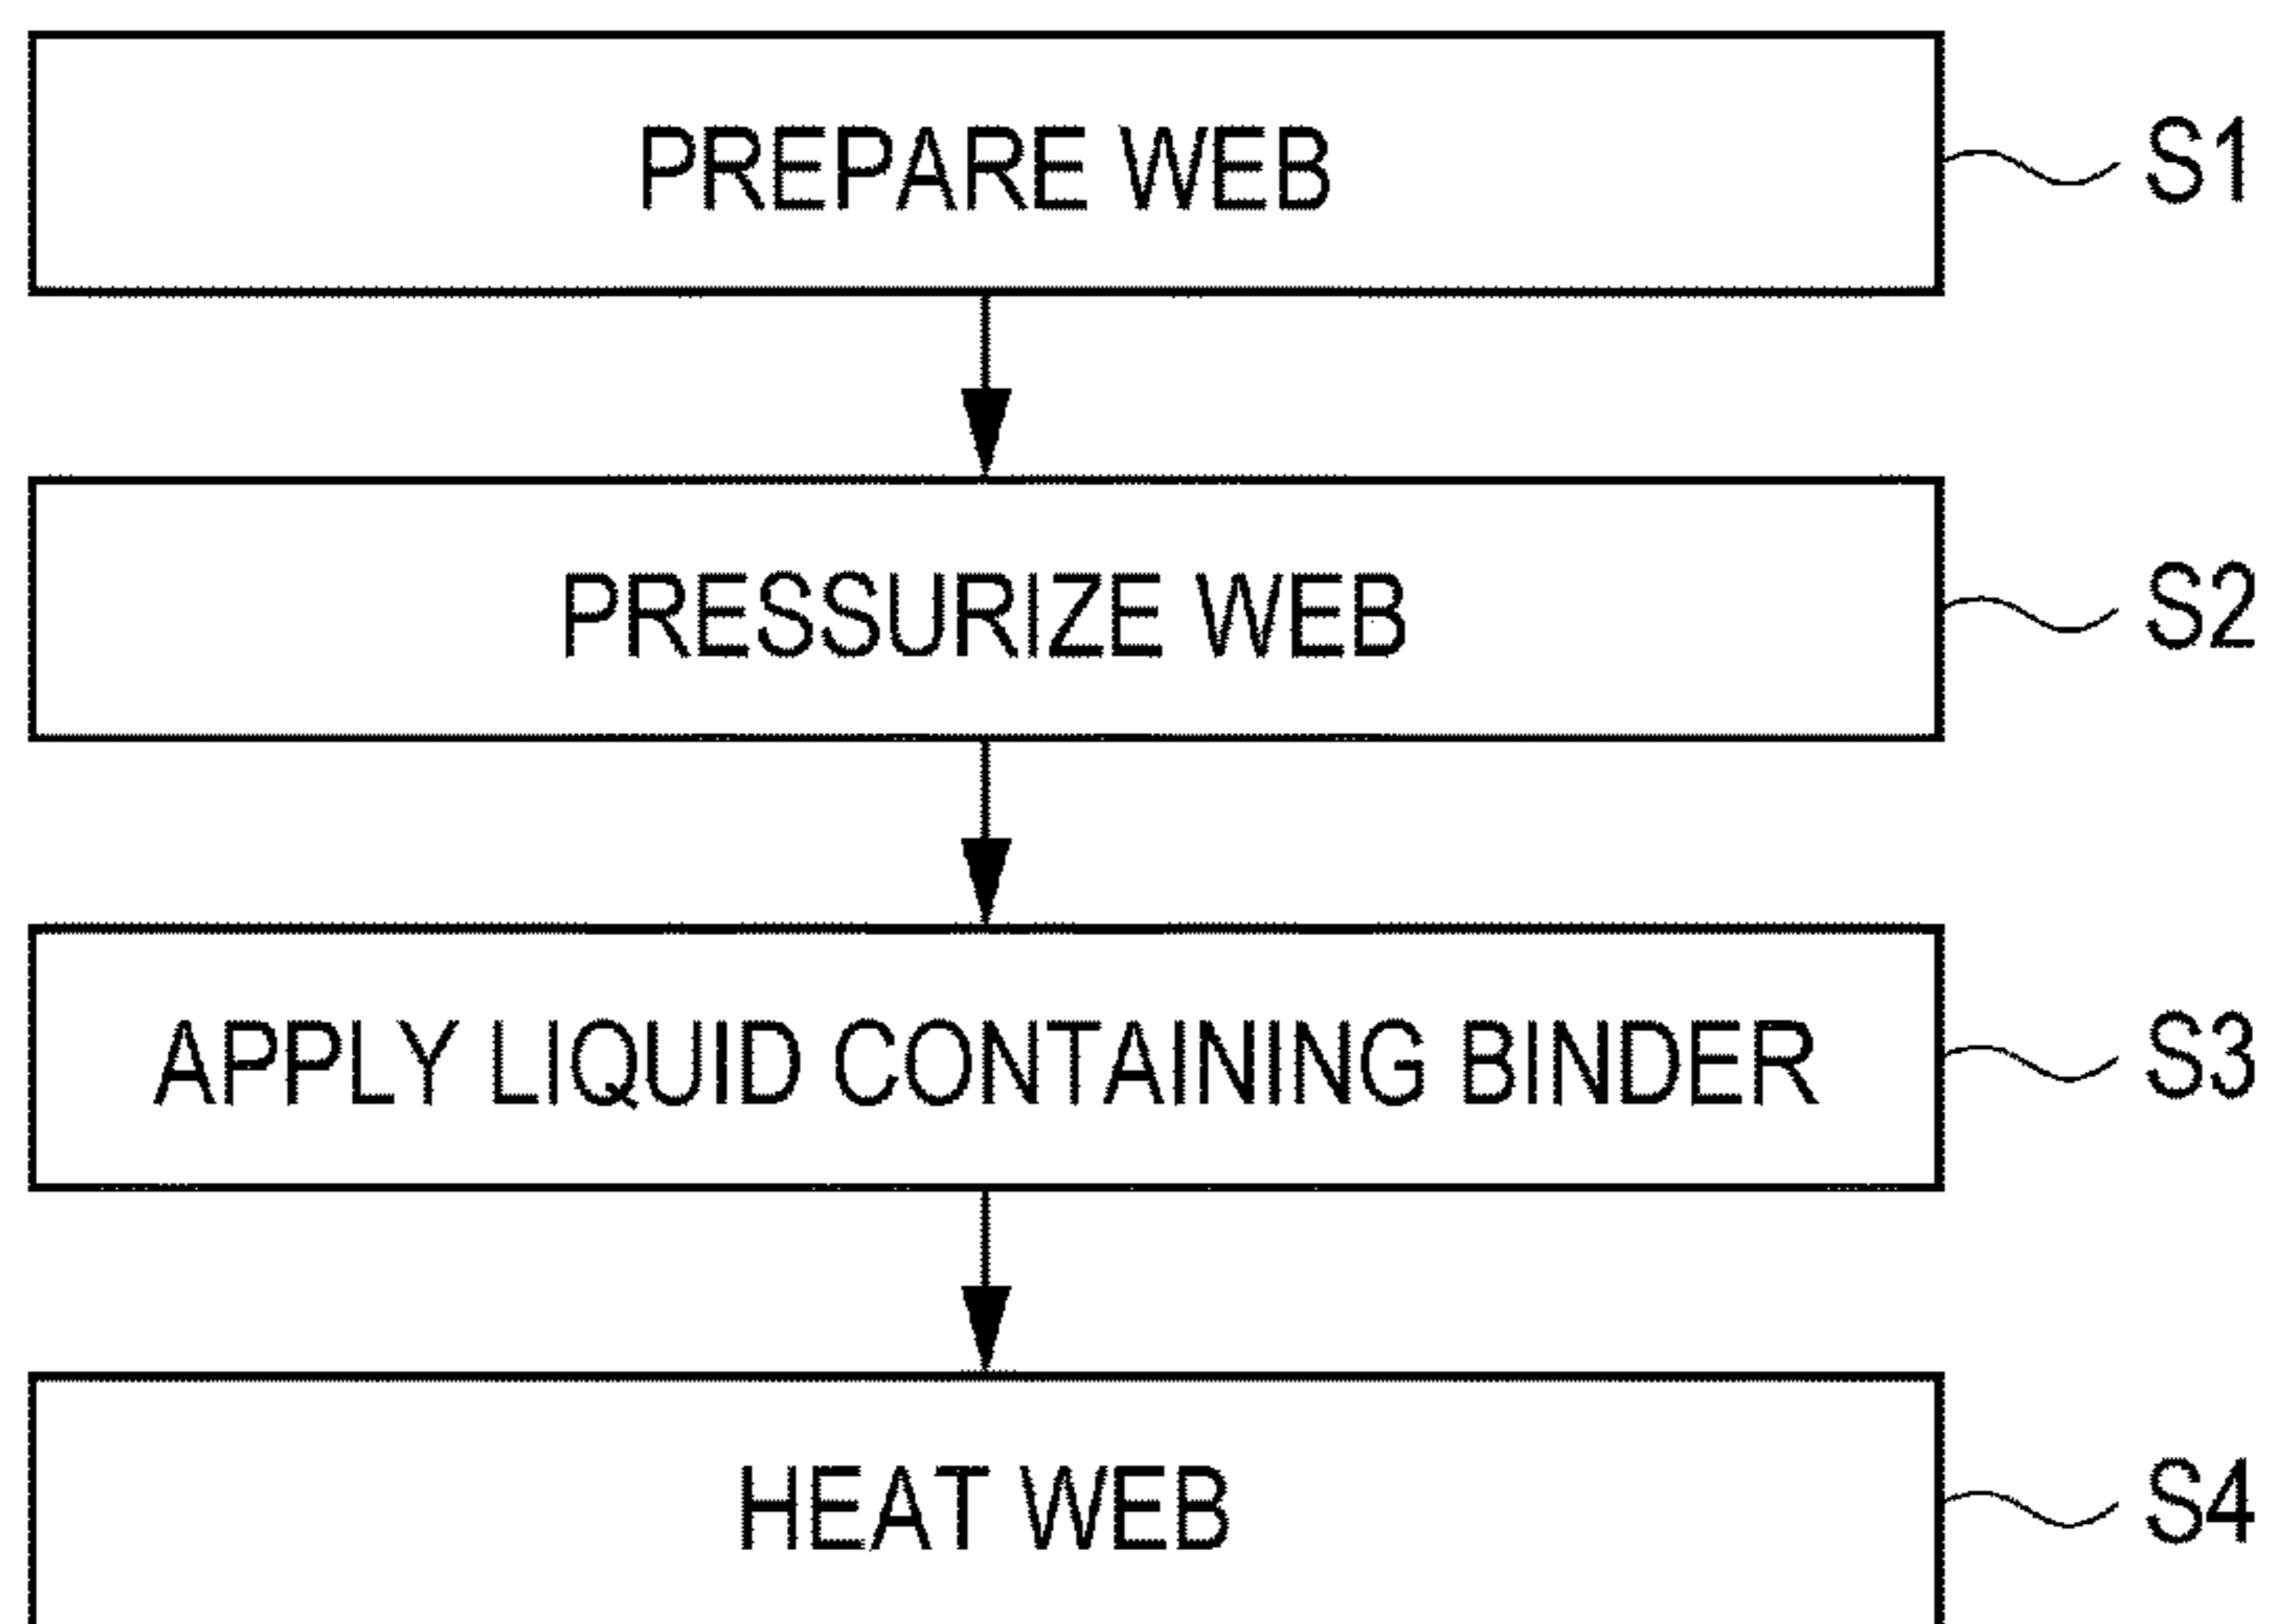 PREPARE WEB S1
PRESSURIZE WEB S2
APPLY LIQUID CONTAINING BINDER S3
HEAT WEB S4